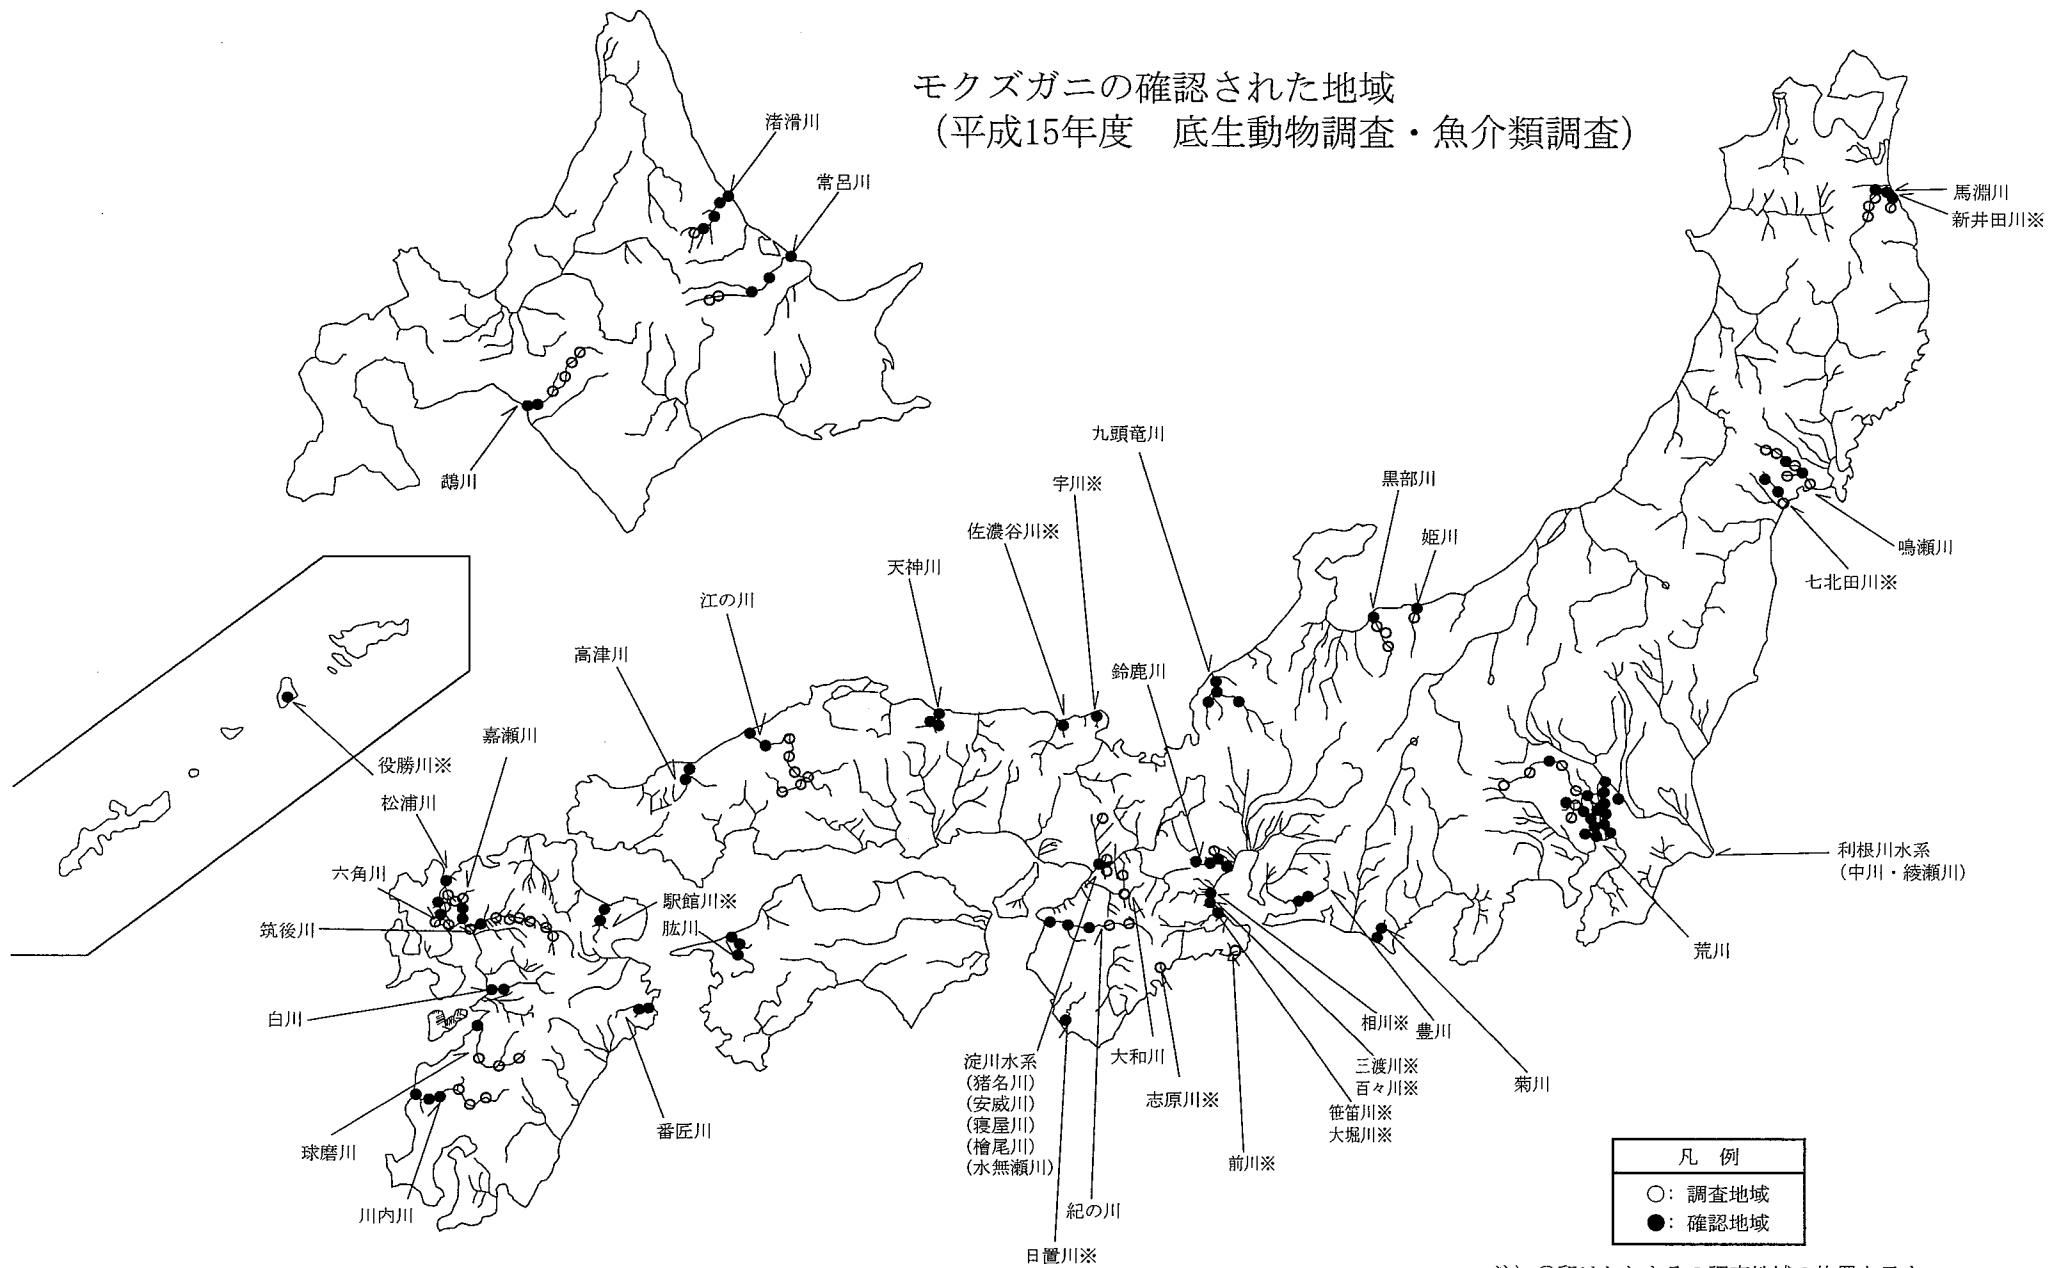 モクズガニの確認された地域
（平成15年度　底生動物調査・魚介類調査）
渚滑川
常呂川
鵡川
馬淵川
新井田川※
鳴瀬川
七北田川※
九頭竜川
宇川※
佐濃谷川※
天神川
江の川
高津川
黒部川
姫川
鈴鹿川
役勝川※
嘉瀬川
松浦川
六角川
筑後川
駅館川※
肱川
白川
球磨川
川内川
番匠川
利根川水系
（中川・綾瀬川）
荒川
相川※
豊川
三渡川※
百々川※
菊川
笹笛川※
大堀川※
前川※
志原川※
大和川
淀川水系
(猪名川)
(安威川)
(寝屋川)
(檜尾川)
(水無瀬川)
紀の川
日置川※
凡　例
○：調査地域
●：確認地域